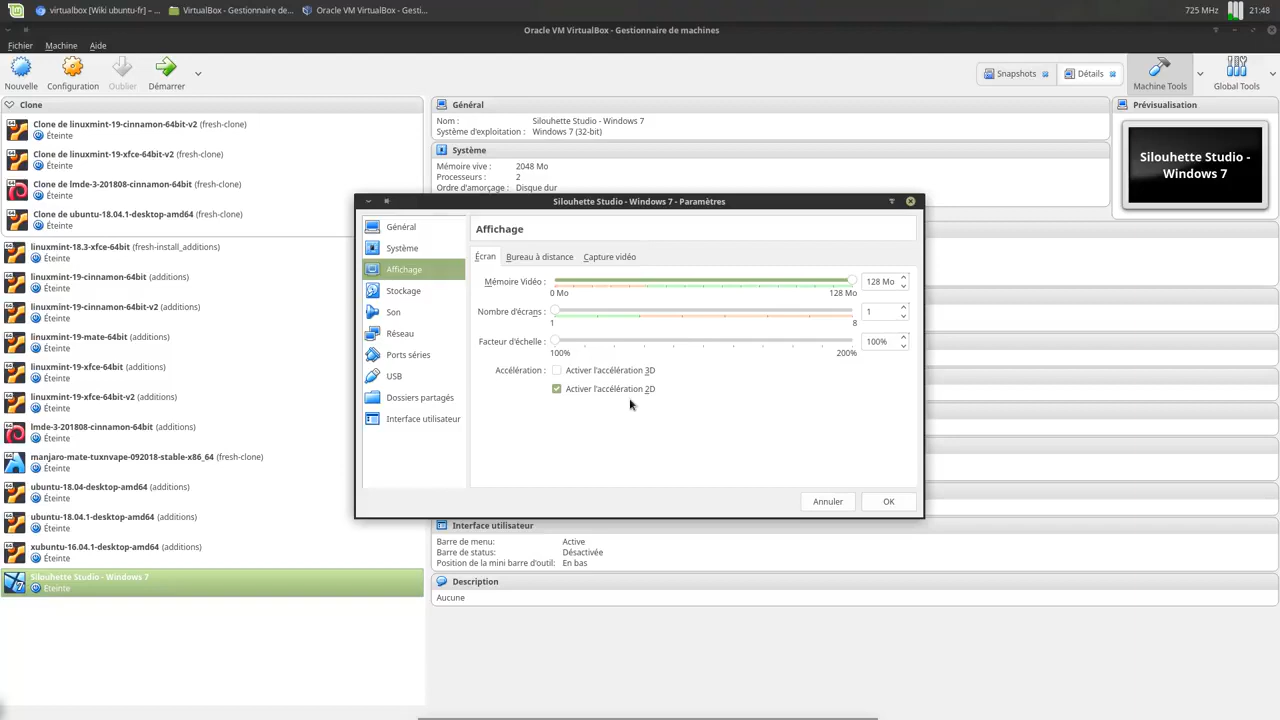 virtualbox [Wiki ubuntu-fr] – ...
VirtualBox - Gestionnaire de...
Oracle VM VirtualBox - Gesti...
725 MHz
21:48
Oracle VM VirtualBox - Gestionnaire de machines
Fichier Machine Aide
Nouvelle Configuration Oublier Démarrer
Snapshots Détails Machine Tools Global Tools
Clone
Clone de linuxmint-19-cinnamon-64bit-v2 (fresh-clone)
Éteinte
Clone de linuxmint-19-xfce-64bit-v2 (fresh-clone)
Éteinte
Clone de lmde-3-201808-cinnamon-64bit (fresh-clone)
Éteinte
Clone de ubuntu-18.04.1-desktop-amd64 (fresh-clone)
Éteinte
linuxmint-18.3-xfce-64bit (fresh-install_additions)
Éteinte
linuxmint-19-cinnamon-64bit (additions)
Éteinte
linuxmint-19-cinnamon-64bit-v2 (additions)
Éteinte
linuxmint-19-mate-64bit (additions)
Éteinte
linuxmint-19-xfce-64bit (additions)
Éteinte
linuxmint-19-xfce-64bit-v2 (additions)
Éteinte
lmde-3-201808-cinnamon-64bit (additions)
Éteinte
manjaro-mate-tuxnvape-092018-stable-x86_64 (fresh-clone)
Éteinte
ubuntu-18.04-desktop-amd64 (additions)
Éteinte
ubuntu-18.04.1-desktop-amd64 (additions)
Éteinte
xubuntu-16.04.1-desktop-amd64 (additions)
Éteinte
Silouhette Studio - Windows 7
Éteinte
Général
Nom : Silouhette Studio - Windows 7
Système d'exploitation : Windows 7 (32-bit)
Système
Mémoire vive : 2048 Mo
Processeurs : 2
Ordre d'amorçage : Disque dur
Prévisualisation
Silouhette Studio -
Windows 7
Silouhette Studio - Windows 7 - Paramètres
Général
Système
Affichage
Stockage
Son
Réseau
Ports séries
USB
Dossiers partagés
Interface utilisateur
Affichage
Écran Bureau à distance Capture vidéo
Mémoire Vidéo : 128 Mo
0 Mo 128 Mo
Nombre d'écrans : 1
1 8
Facteur d'échelle : 100%
100% 200%
Accélération : Activer l'accélération 3D
Activer l'accélération 2D
Annuler OK
Interface utilisateur
Barre de menu: Active
Barre de status: Désactivée
Position de la mini barre d'outil: En bas
Description
Aucune